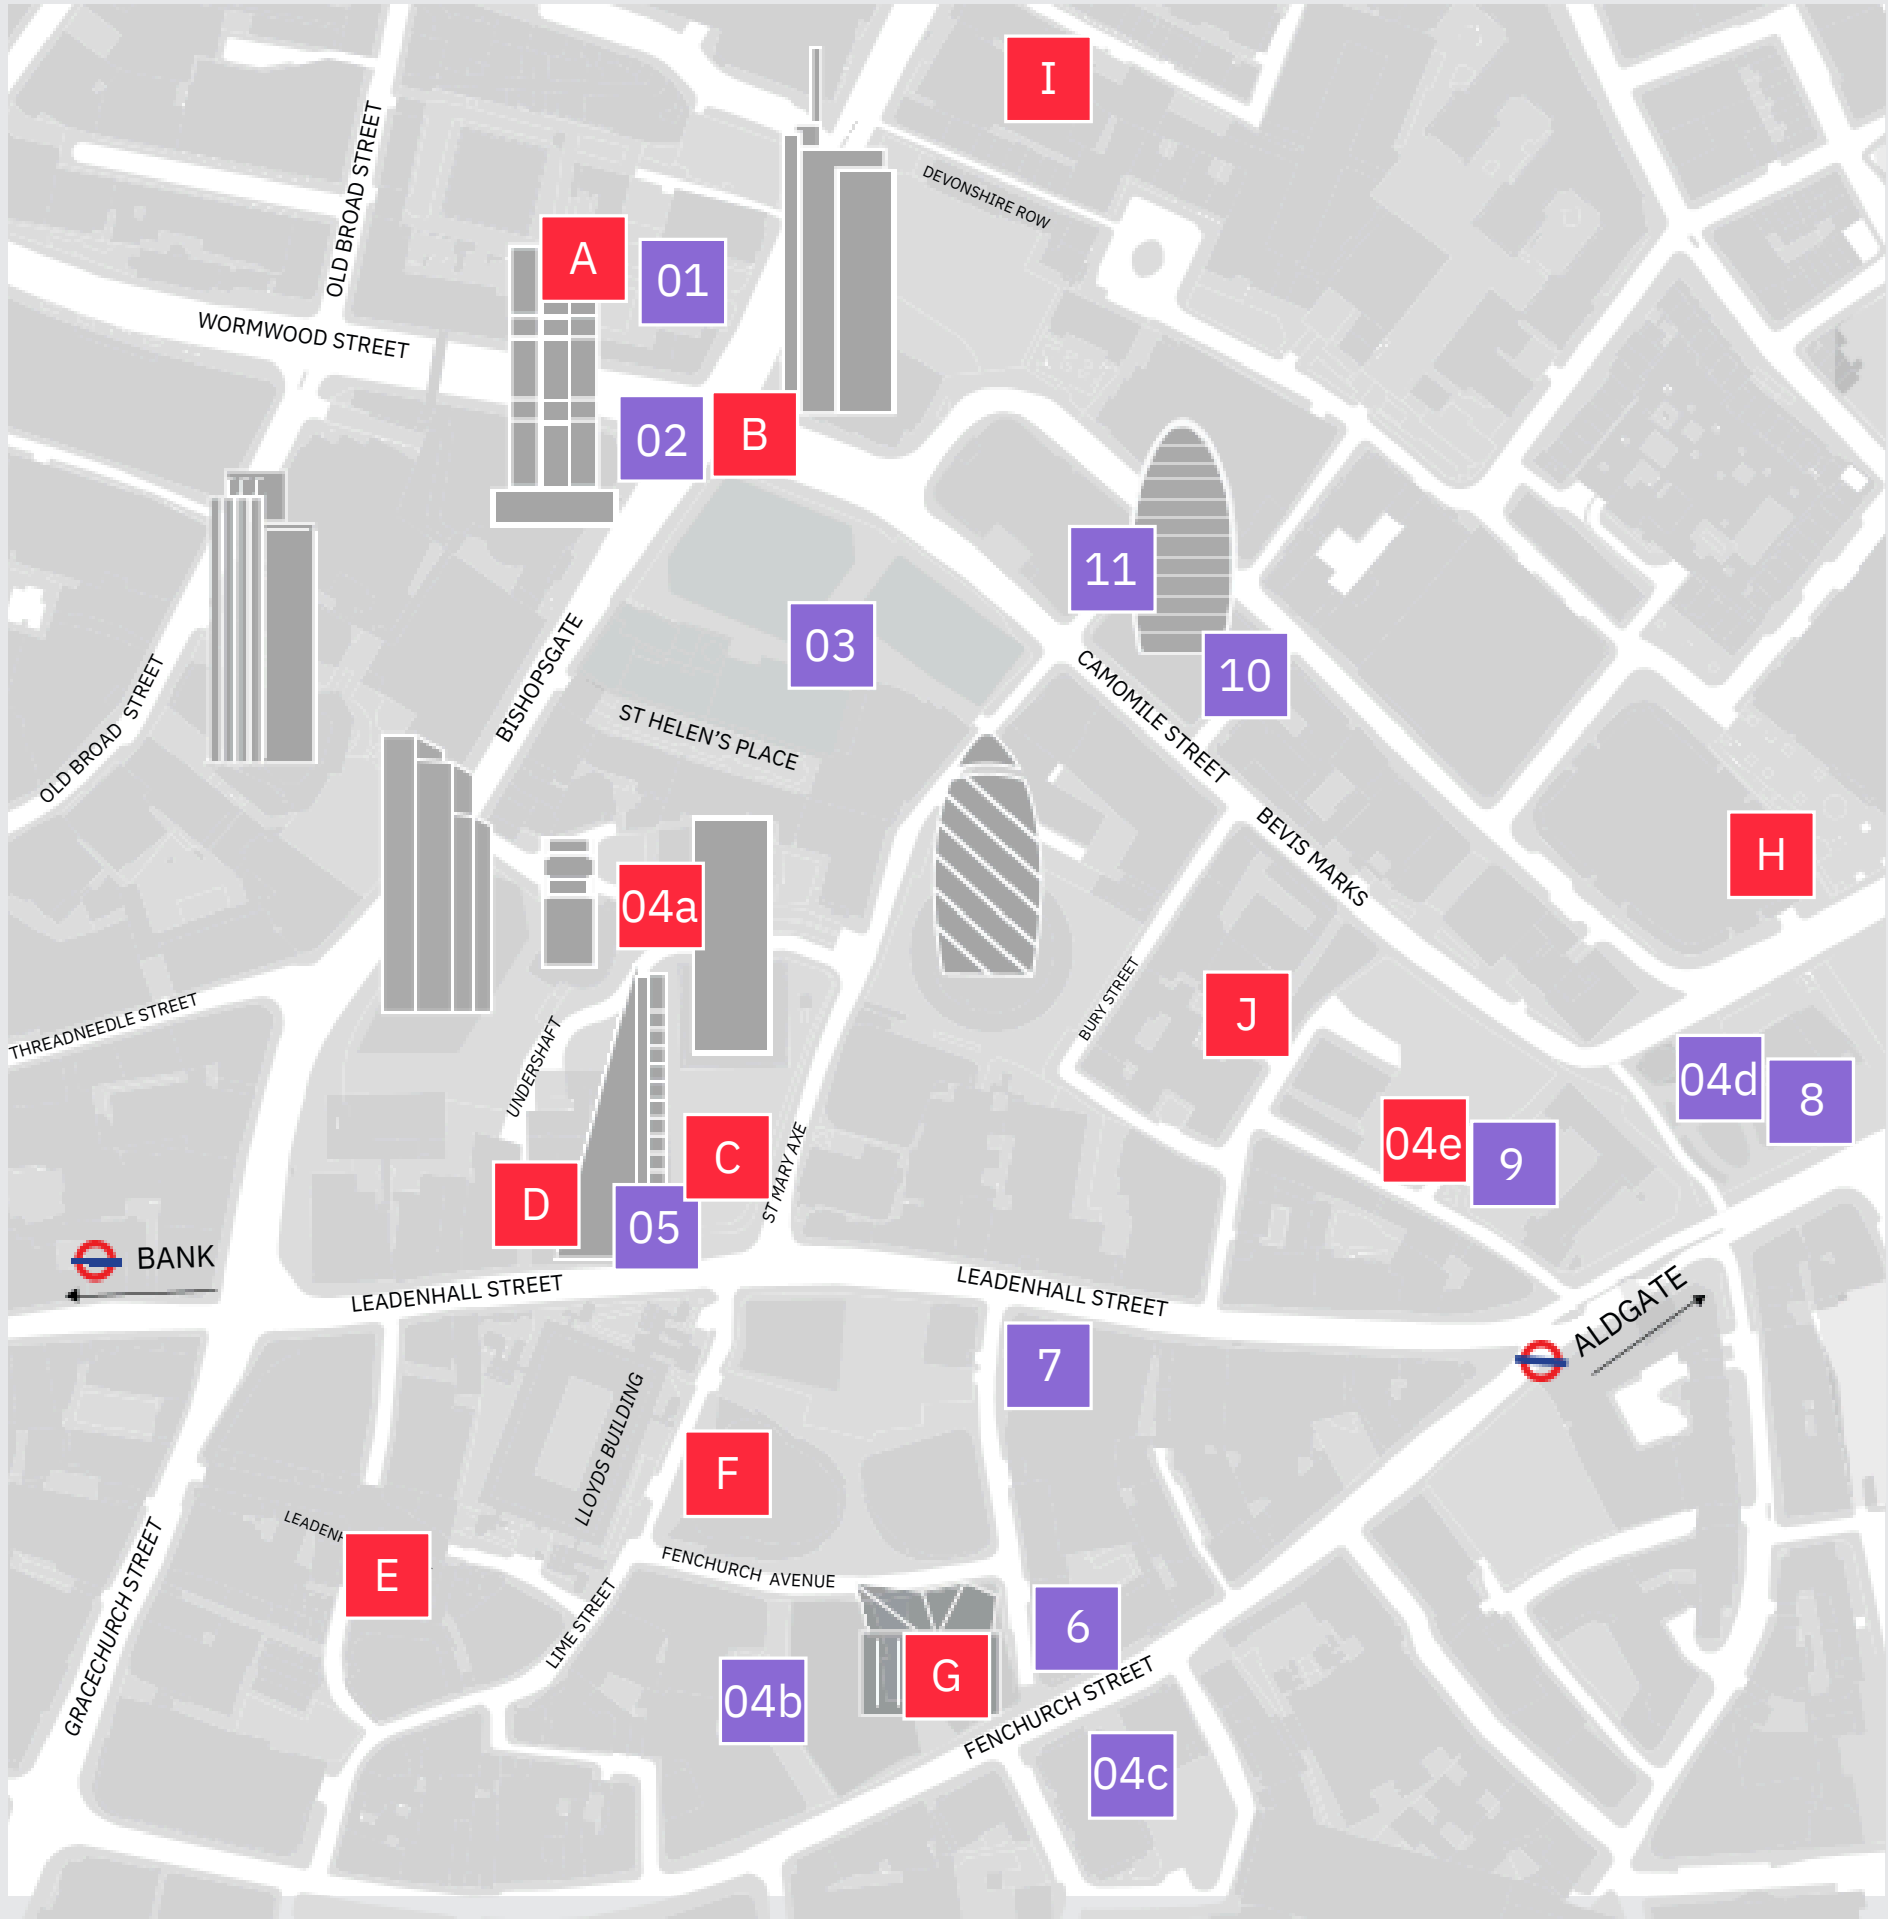 I
OLD BROAD STREET
DEVONSHIRE ROW
A
01
WORMWOOD STREET
02
B
11
03
10
BISHOPSGATE
ST HELEN'S PLACE
CAMOMILE STREET
OLD BROAD STREET
BEVIS MARKS
H
04a
BURY STREET
J
THREADNEEDLE STREET
UNDERSHAFT
04d
8
04e
9
C
ST MARY AXE
D
05
BANK
LEADENHALL STREET
LEADENHALL STREET
ALDGATE
7
LLOYDS BUILDING
F
LEADENH
E
FENCHURCH AVENUE
GRACECHURCH STREET
LIME STREET
6
G
04b
FENCHURCH STREET
04c